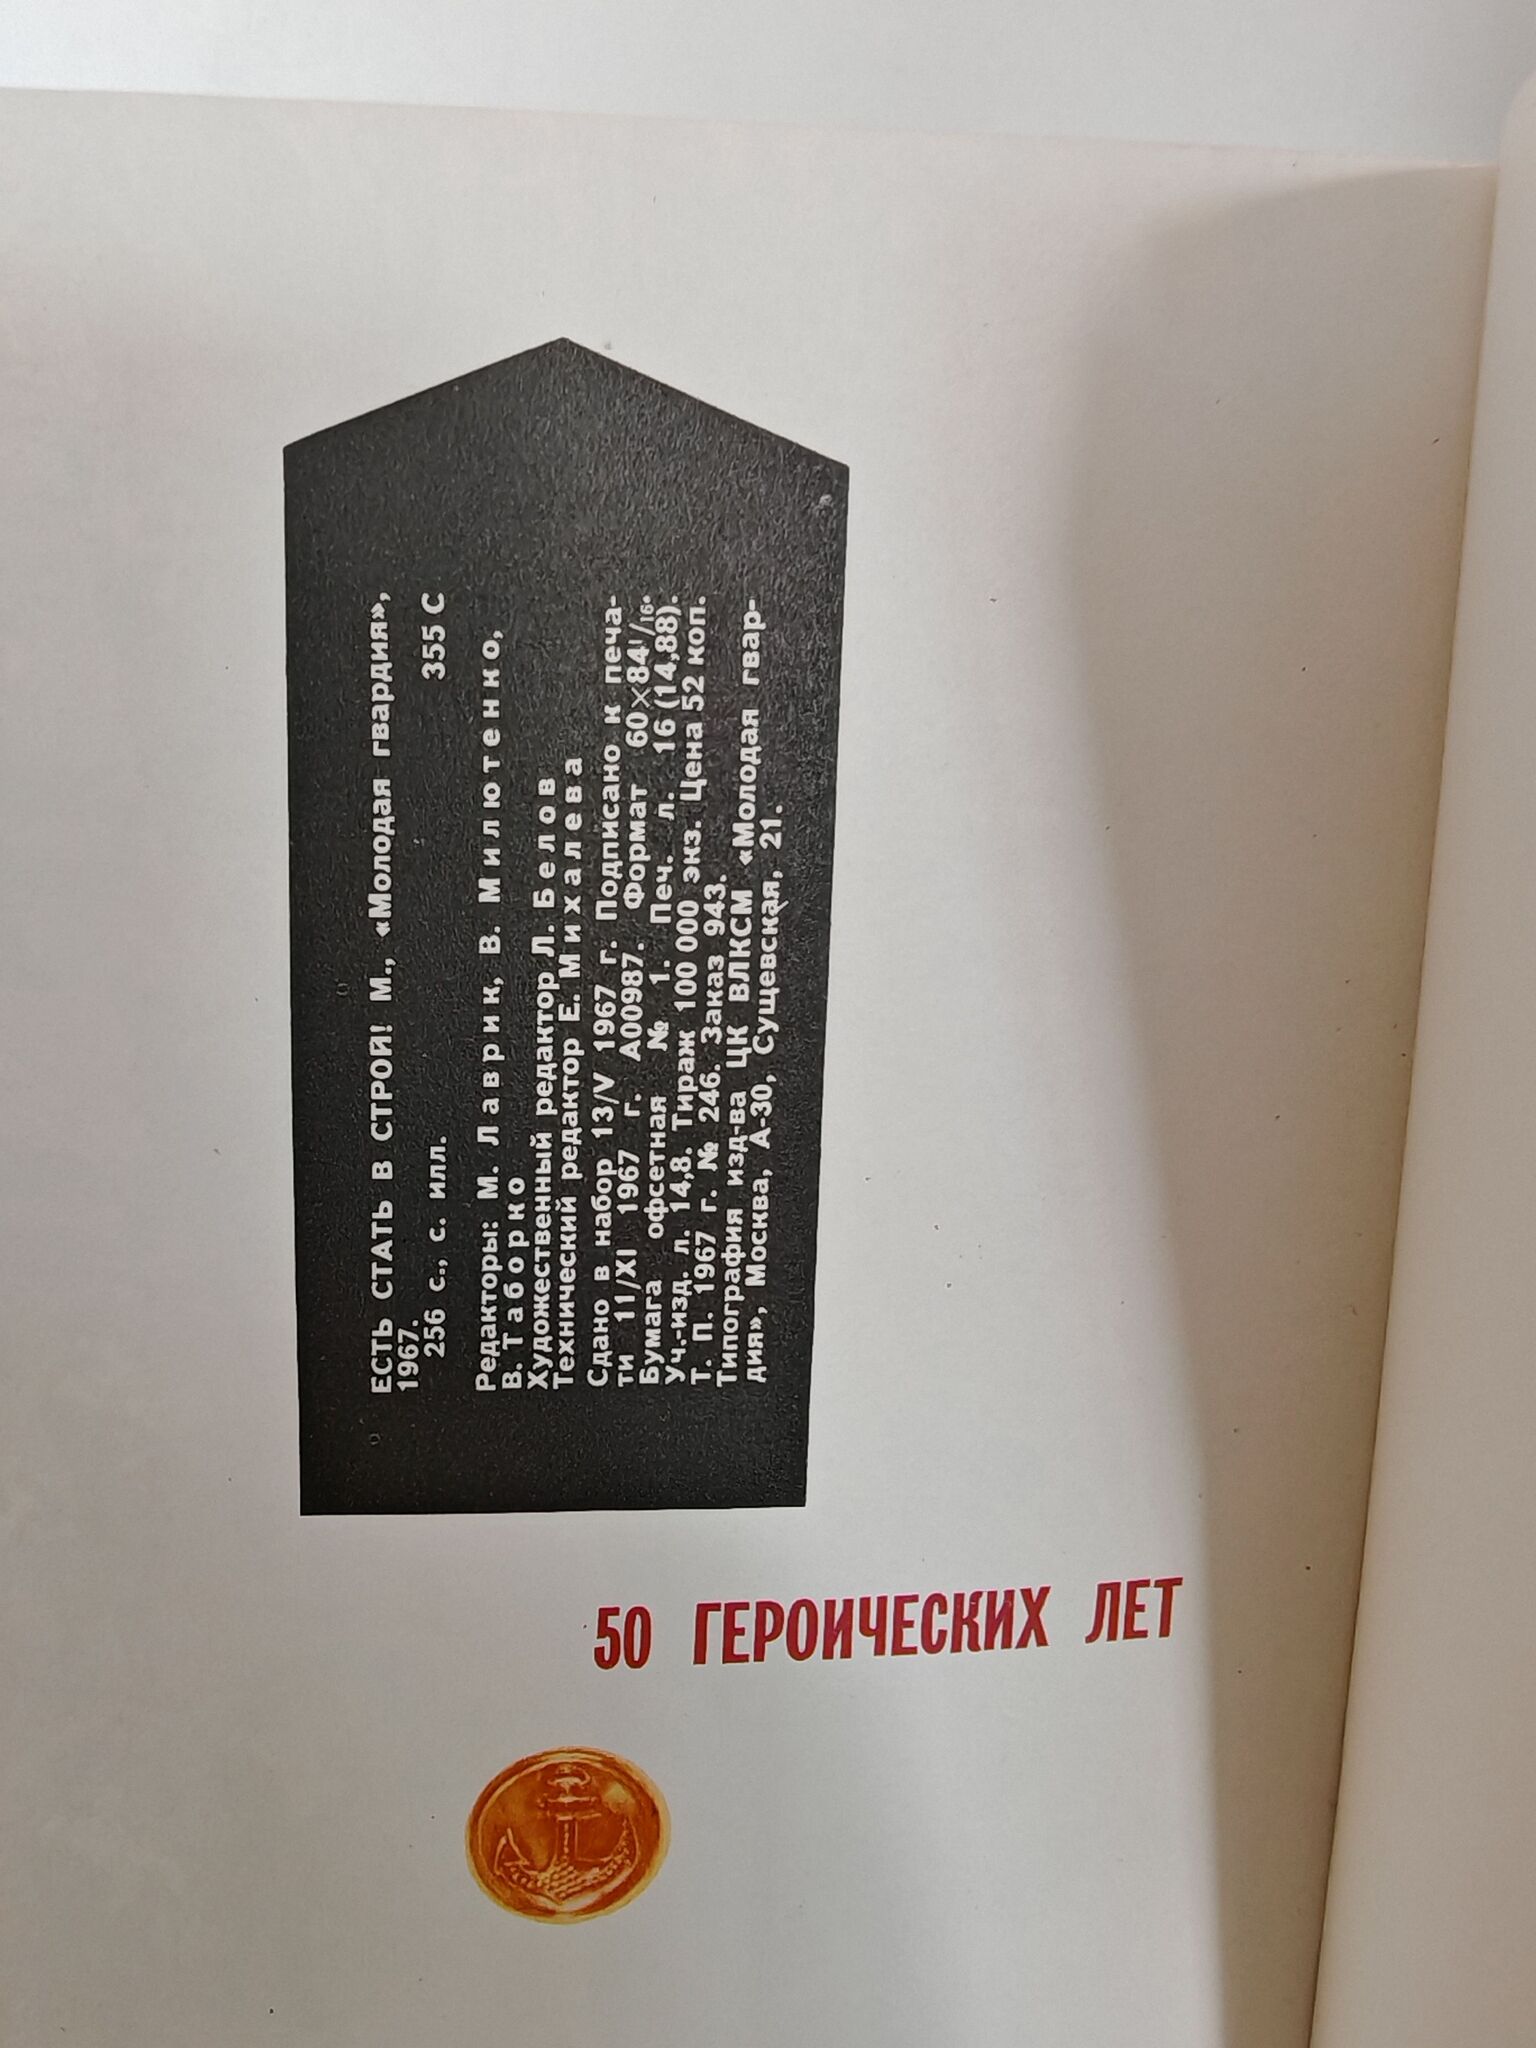 ЕСТЬ СТАТЬ В СТРОЙ! М., «Молодая гвардия»,
1967.
256 с., с. илл. 355 С
Редакторы: М. Лаврик, В. Милютенко,
В. Таборко
Художественный редактор Л. Белов
Технический редактор Е. Михалева
Сдано в набор 13/V 1967 г. Подписано к печа-
ти 11/XI 1967 г. А00987. Формат 60×84¹/₁₆.
Бумага офсетная № 1. Печ. л. 16 (14,88).
Уч.-изд. л. 14,8. Тираж 100 000 экз. Цена 52 коп.
Т. П. 1967 г. № 246. Заказ 943.
Типография изд-ва ЦК ВЛКСМ «Молодая гвар-
дия», Москва, А-30, Сущевская, 21.
50 ГЕРОИЧЕСКИХ ЛЕТ